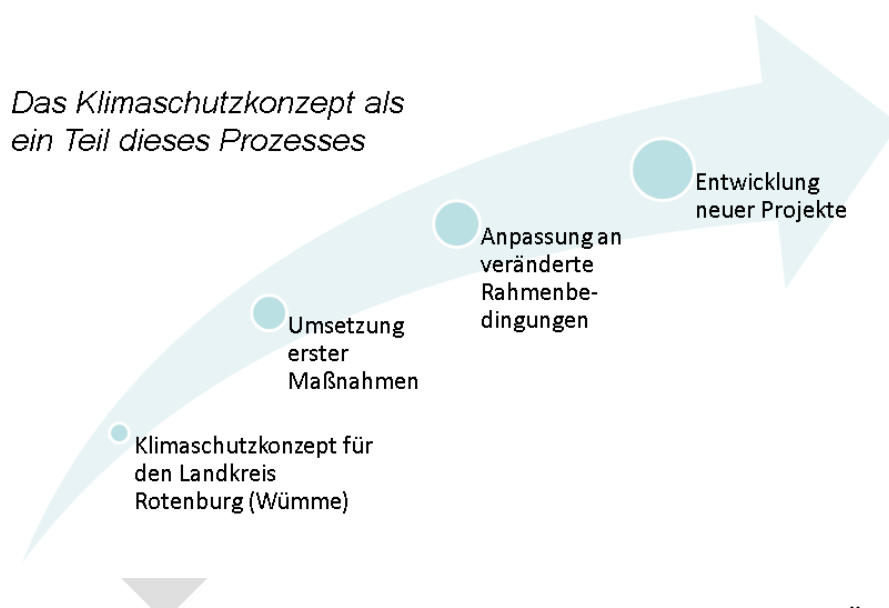 Das Klimaschutzkonzept als
ein Teil dieses Prozesses
Entwicklung
neuer Projekte
Anpassung an
veränderte
Rahmenbe-
dingungen
Umsetzung
erster
Maßnahmen
Klimaschutzkonzept für
den Landkreis
Rotenburg (Wümme)